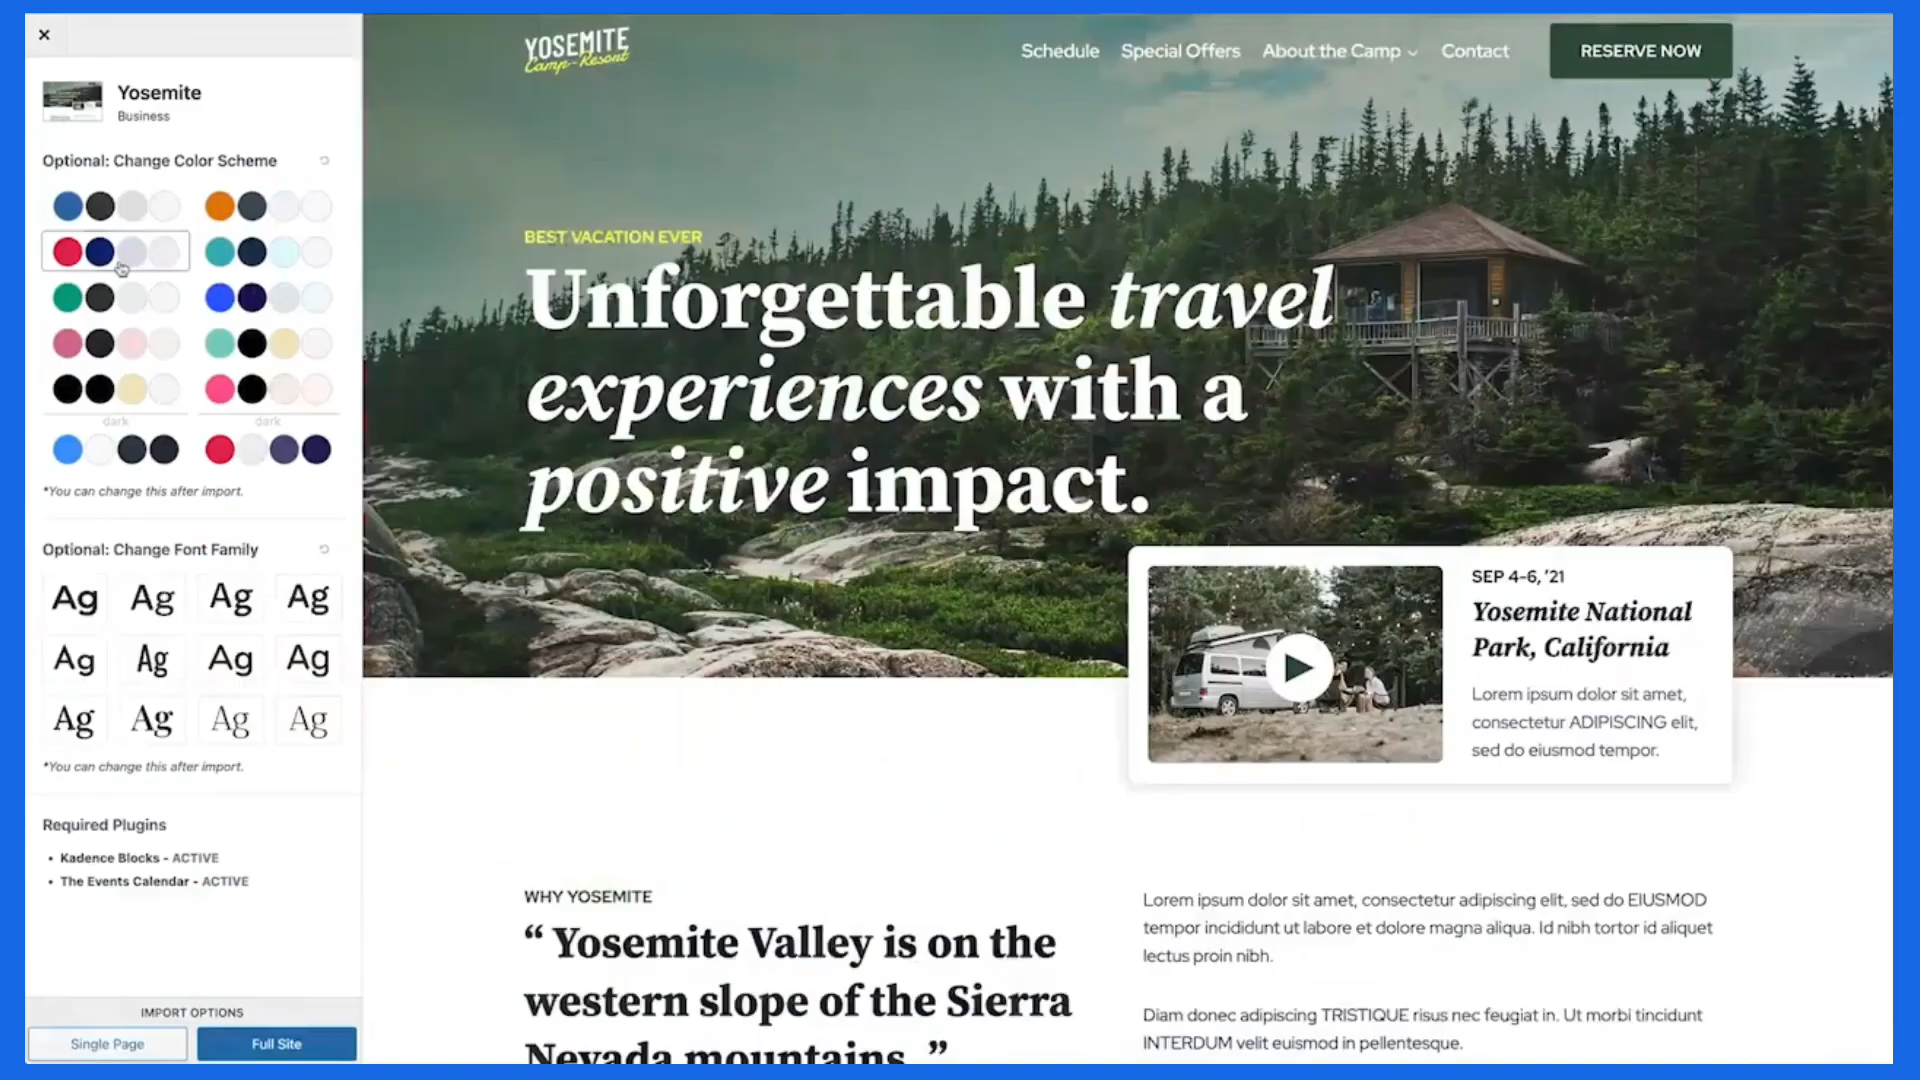 Yosemite
Business
Optional: Change Color Scheme
dark
dark
*You can change this after import.
Optional: Change Font Family
Ag Ag Ag Ag
Ag Ag Ag Ag
Ag Ag Ag Ag
*You can change this after import.
Required Plugins
• Kadence Blocks - ACTIVE
• The Events Calendar - ACTIVE
IMPORT OPTIONS
Single Page
Full Site
YOSEMITE
Camp-Resort
Schedule
Special Offers
About the Camp
Contact
RESERVE NOW
BEST VACATION EVER
Unforgettable travel
experiences with a
positive impact.
SEP 4-6, '21
Yosemite National
Park, California
Lorem ipsum dolor sit amet,
consectetur ADIPISCING elit,
sed do eiusmod tempor.
WHY YOSEMITE
“ Yosemite Valley is on the
western slope of the Sierra
Nevada mountains. ”
Lorem ipsum dolor sit amet, consectetur adipiscing elit, sed do EIUSMOD
tempor incididunt ut labore et dolore magna aliqua. Id nibh tortor id aliquet
lectus proin nibh.
Diam donec adipiscing TRISTIQUE risus nec feugiat in. Ut morbi tincidunt
INTERDUM velit euismod in pellentesque.